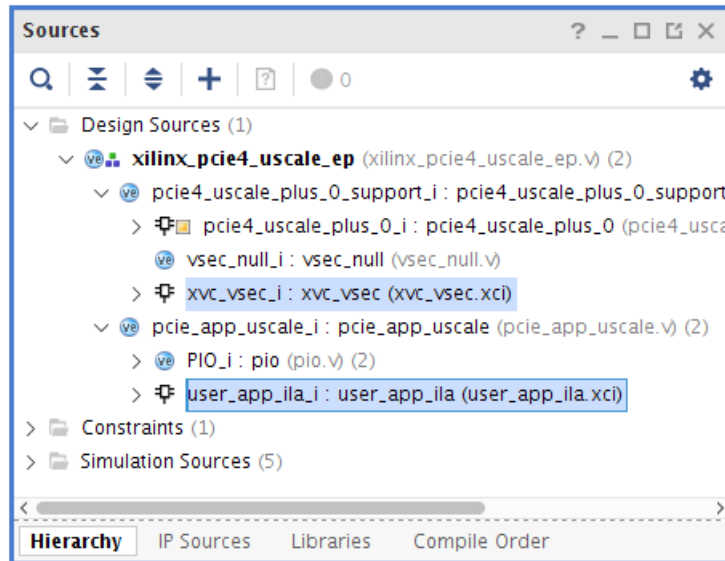 Sources
0
Design Sources (1)
xilinx_pcie4_uscale_ep (xilinx_pcie4_uscale_ep.v) (2)
pcie4_uscale_plus_0_support_i : pcie4_uscale_plus_0_support
pcie4_uscale_plus_0_i : pcie4_uscale_plus_0 (pcie4_usca
vsec_null_i : vsec_null (vsec_null.v)
xvc_vsec_i : xvc_vsec (xvc_vsec.xci)
pcie_app_uscale_i : pcie_app_uscale (pcie_app_uscale.v) (2)
PIO_i : pio (pio.v) (2)
user_app_ila_i : user_app_ila (user_app_ila.xci)
Constraints (1)
Simulation Sources (5)
Hierarchy IP Sources Libraries Compile Order